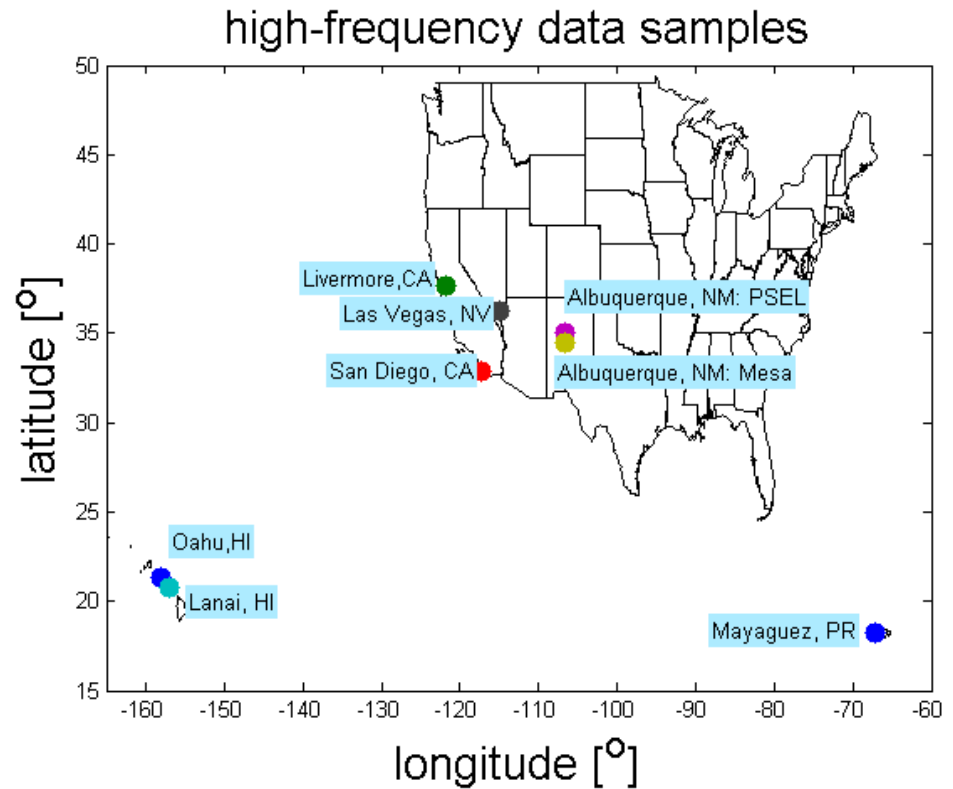 high-frequency data samples
50
45
40
35
30
25
20
15
latitude [o]
Livermore,CA
Las Vegas, NV
San Diego, CA
Albuquerque, NM: PSEL
Albuquerque, NM: Mesa
Oahu,HI
Lanai, HI
Mayaguez, PR
-160 -150 -140 -130 -120 -110 -100 -90 -80 -70 -60
longitude [o]